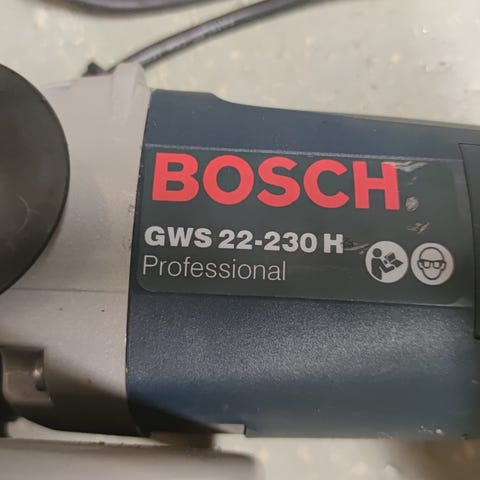 BOSCH
GWS 22-230 H
Professional